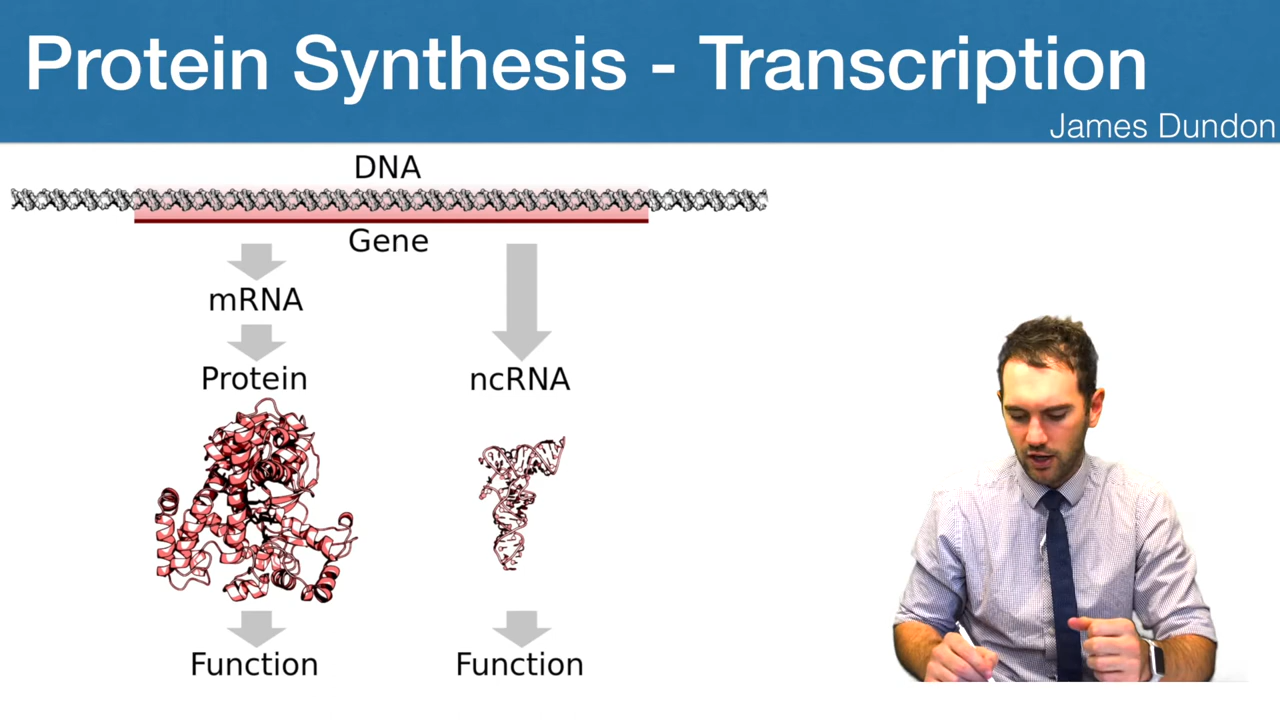 Protein Synthesis - Transcription
James Dundon
DNA
Gene
mRNA
Protein
ncRNA
Function
Function